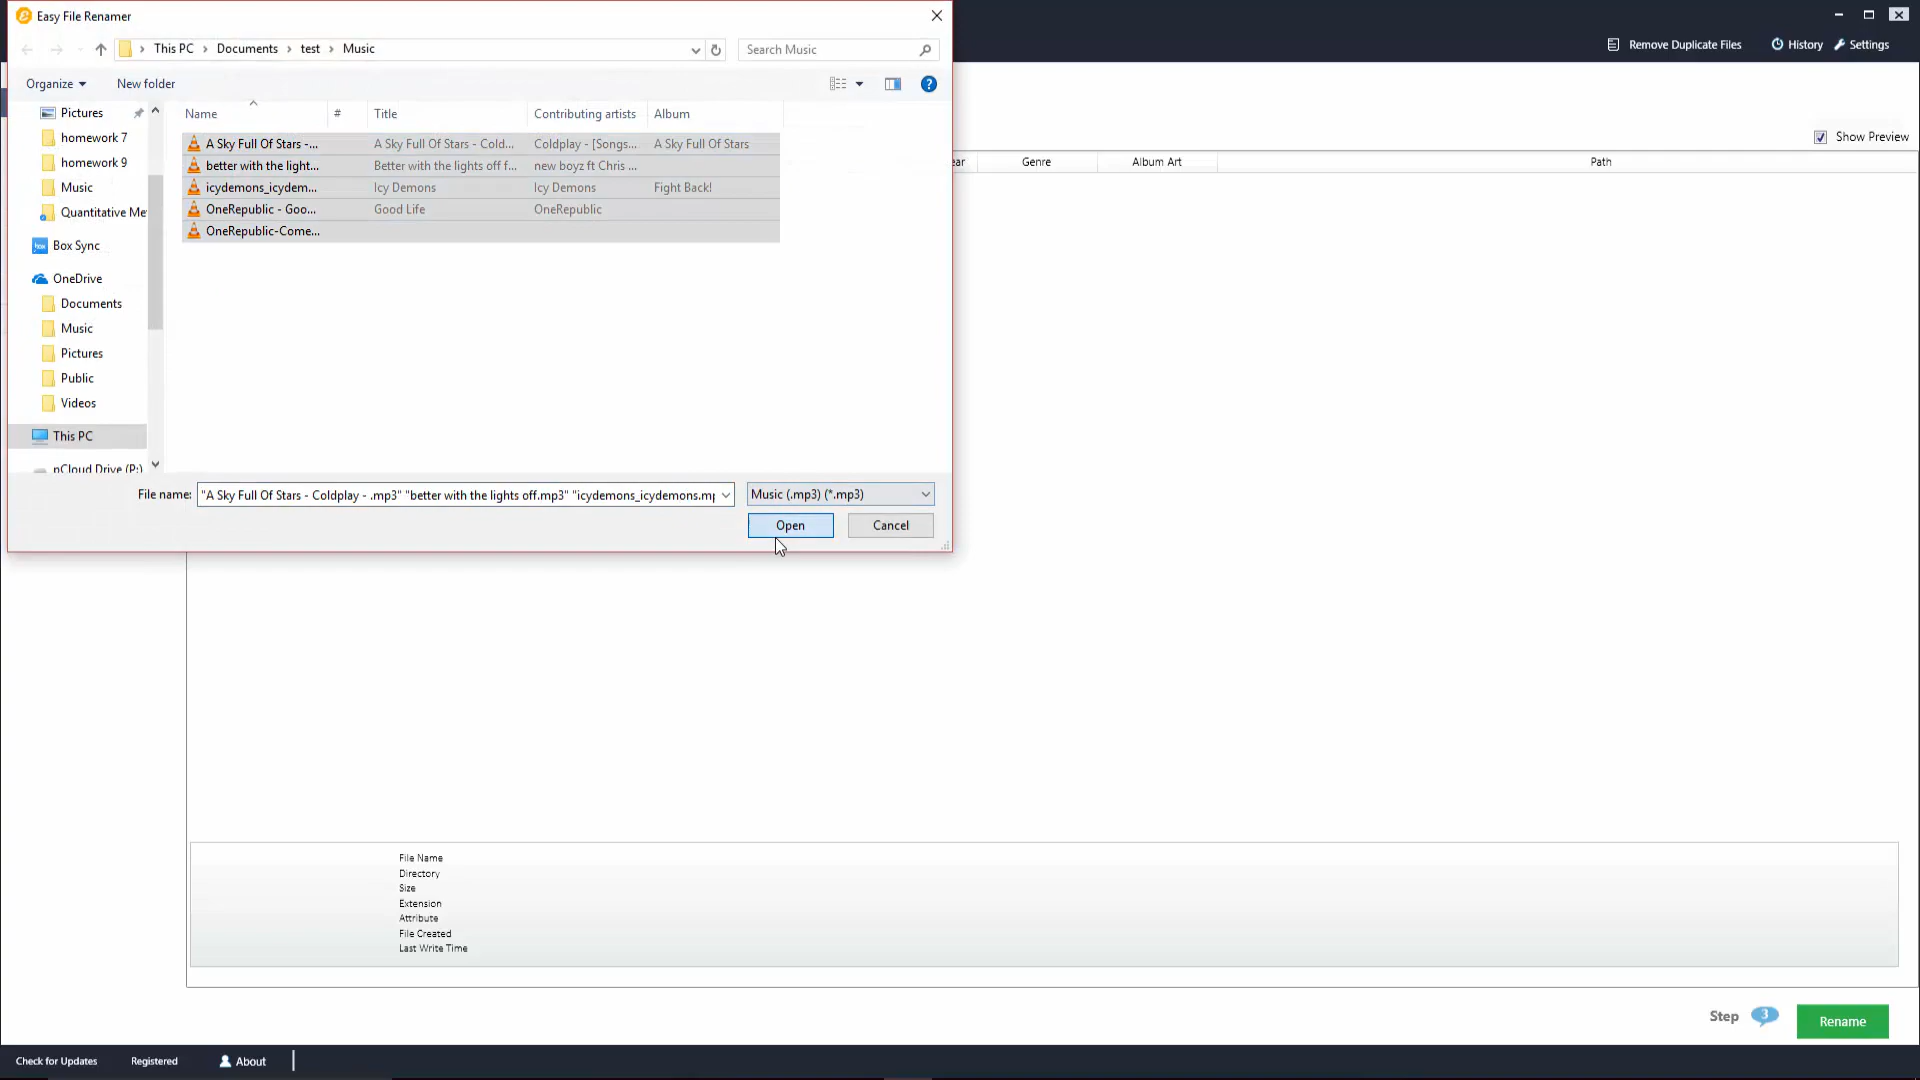 Easy File Renamer
This PC > Documents > test > Music
Search Music
Remove Duplicate Files
History
Settings
Organize
New folder
Show Preview
Name
#
Title
Contributing artists
Album
ear
Genre
Album Art
Path
Pictures
homework 7
homework 9
Music
Quantitative Me
Box Sync
OneDrive
Documents
Music
Pictures
Public
Videos
This PC
pCloud Drive (P:)
A Sky Full Of Stars -... A Sky Full Of Stars - Cold... Coldplay - [Songs... A Sky Full Of Stars
better with the light... Better with the lights off f... new boyz ft Chris ...
icydemons_icydem... Icy Demons Icy Demons Fight Back!
OneRepublic - Goo... Good Life OneRepublic
OneRepublic-Come...
File name: "A Sky Full Of Stars - Coldplay - .mp3" "better with the lights off.mp3" "icydemons_icydemons.mp
Music (.mp3) (*.mp3)
Open
Cancel
File Name
Directory
Size
Extension
Attribute
File Created
Last Write Time
Step 3
Rename
Check for Updates
Registered
About